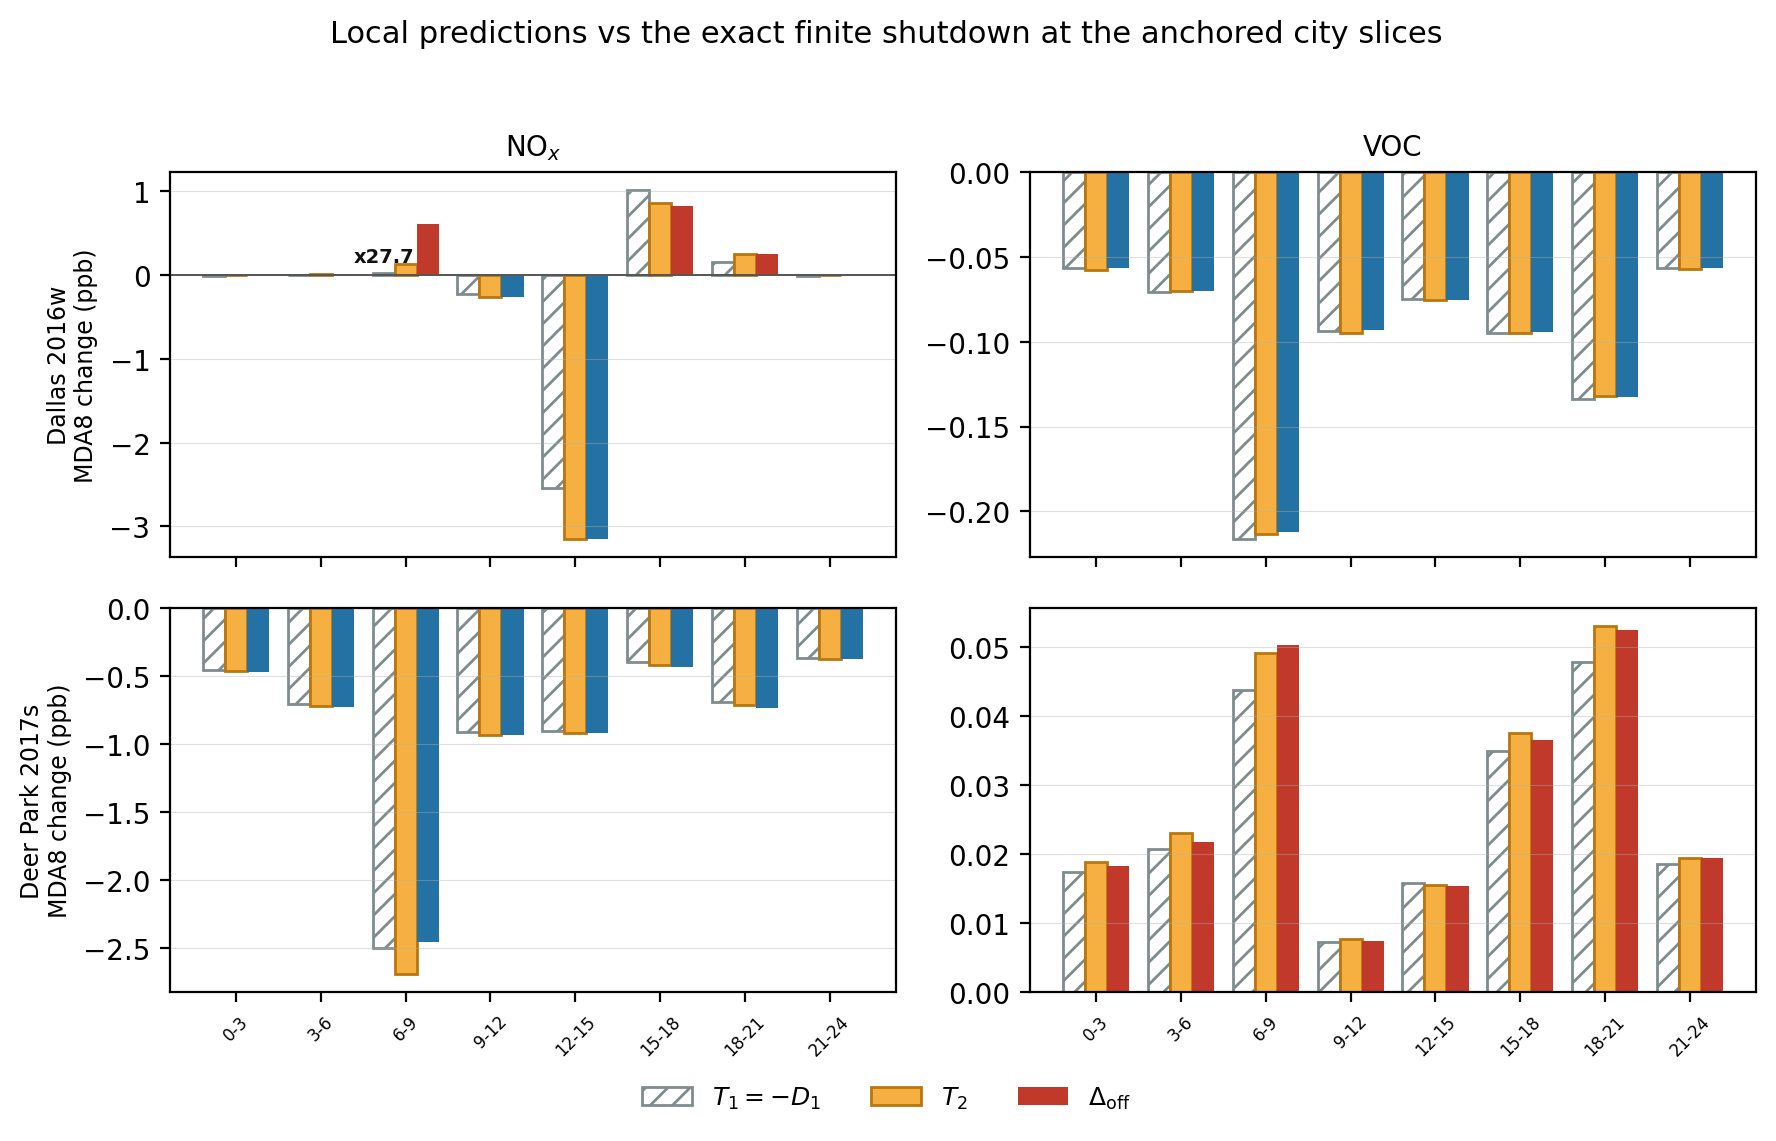 Local predictions vs the exact finite shutdown at the anchored city slices
NOx
VOC
Dallas 2016w
MDA8 change (ppb)
1
0
−1
−2
−3
x27.7
0.00
−0.05
−0.10
−0.15
−0.20
Deer Park 2017s
MDA8 change (ppb)
0.0
−0.5
−1.0
−1.5
−2.0
−2.5
0.05
0.04
0.03
0.02
0.01
0.00
0-3 3-6 6-9 9-12 12-15 15-18 18-21 21-24
0-3 3-6 6-9 9-12 12-15 15-18 18-21 21-24
T₁ = −D₁ T₂ Δoff